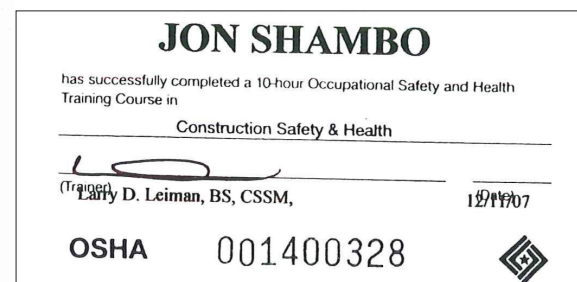 JON SHAMBO
has successfully completed a 10-hour Occupational Safety and Health
Training Course in
Construction Safety & Health
(Trainer) (Date)
Larry D. Leiman, BS, CSSM, 12/11/07
OSHA 001400328